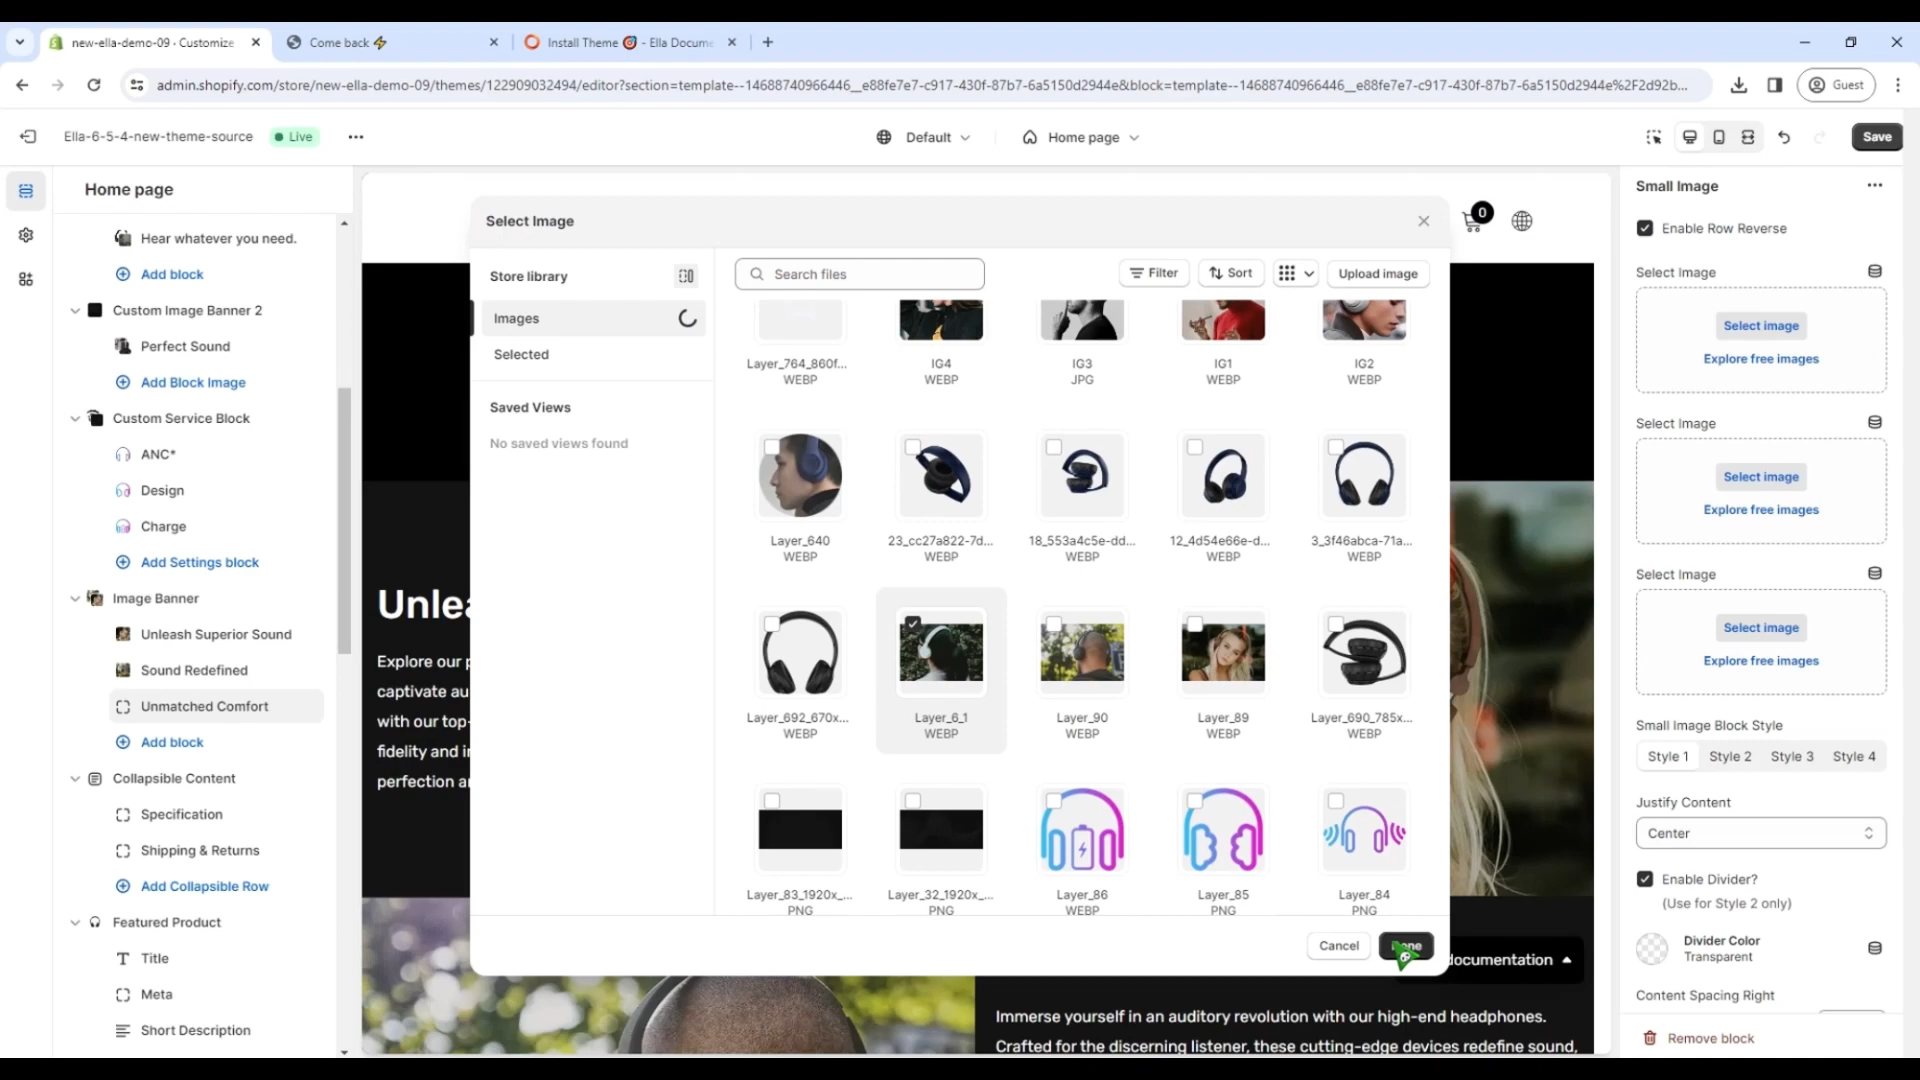 new-ella-demo-09 - Customize
Come back ⚡
Install Theme 🎯 - Ella Docume
admin.shopify.com/store/new-ella-demo-09/themes/122909032494/editor?section=template--14688740966446__e88fe7e7-c917-430f-87b7-6a5150d2944e&block=template--14688740966446__e88fe7e7-c917-430f-87b7-6a5150d2944e%2F2d92b...
Guest
Ella-6-5-4-new-theme-source
Live
Default
Home page
Save
Home page
Hear whatever you need.
Add block
Custom Image Banner 2
Perfect Sound
Add Block Image
Custom Service Block
ANC*
Design
Charge
Add Settings block
Image Banner
Unleash Superior Sound
Sound Redefined
Unmatched Comfort
Add block
Collapsible Content
Specification
Shipping & Returns
Add Collapsible Row
Featured Product
Title
Meta
Short Description
0
Unlea
Explore our p
captivate au
with our top-
fidelity and i
perfection a
Select Image
Store library
Images
Selected
Saved Views
No saved views found
Search files
Filter
Sort
Upload image
Layer_764_860f...
WEBP
IG4
WEBP
IG3
JPG
IG1
WEBP
IG2
WEBP
Layer_640
WEBP
23_cc27a822-7d...
WEBP
18_553a4c5e-dd...
WEBP
12_4d54e66e-d...
WEBP
3_3f46abca-71a...
WEBP
Layer_692_670x...
WEBP
Layer_6_1
WEBP
Layer_90
WEBP
Layer_89
WEBP
Layer_690_785x...
WEBP
Layer_83_1920x_...
PNG
Layer_32_1920x_...
PNG
Layer_86
WEBP
Layer_85
PNG
Layer_84
PNG
Cancel
Done
documentation
Immerse yourself in an auditory revolution with our high-end headphones.
Crafted for the discerning listener, these cutting-edge devices redefine sound,
Small Image
Enable Row Reverse
Select Image
Select image
Explore free images
Select Image
Select image
Explore free images
Select Image
Select image
Explore free images
Small Image Block Style
Style 1
Style 2
Style 3
Style 4
Justify Content
Center
Enable Divider?
(Use for Style 2 only)
Divider Color
Transparent
Content Spacing Right
Remove block